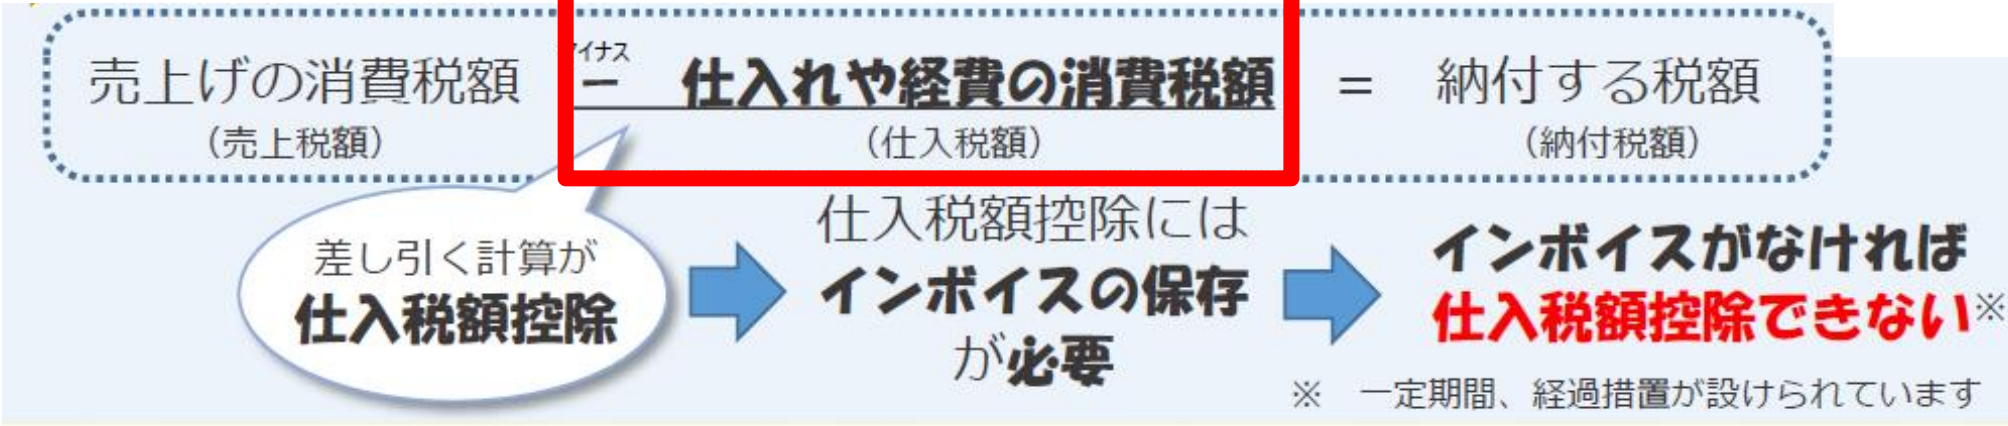 マイナス
売上げの消費税額 － 仕入れや経費の消費税額 = 納付する税額
（売上税額） （仕入税額） （納付税額）
差し引く計算が
仕入税額控除
仕入税額控除には
インボイスの保存
が必要
インボイスがなければ
仕入税額控除できない※
※　一定期間、経過措置が設けられています